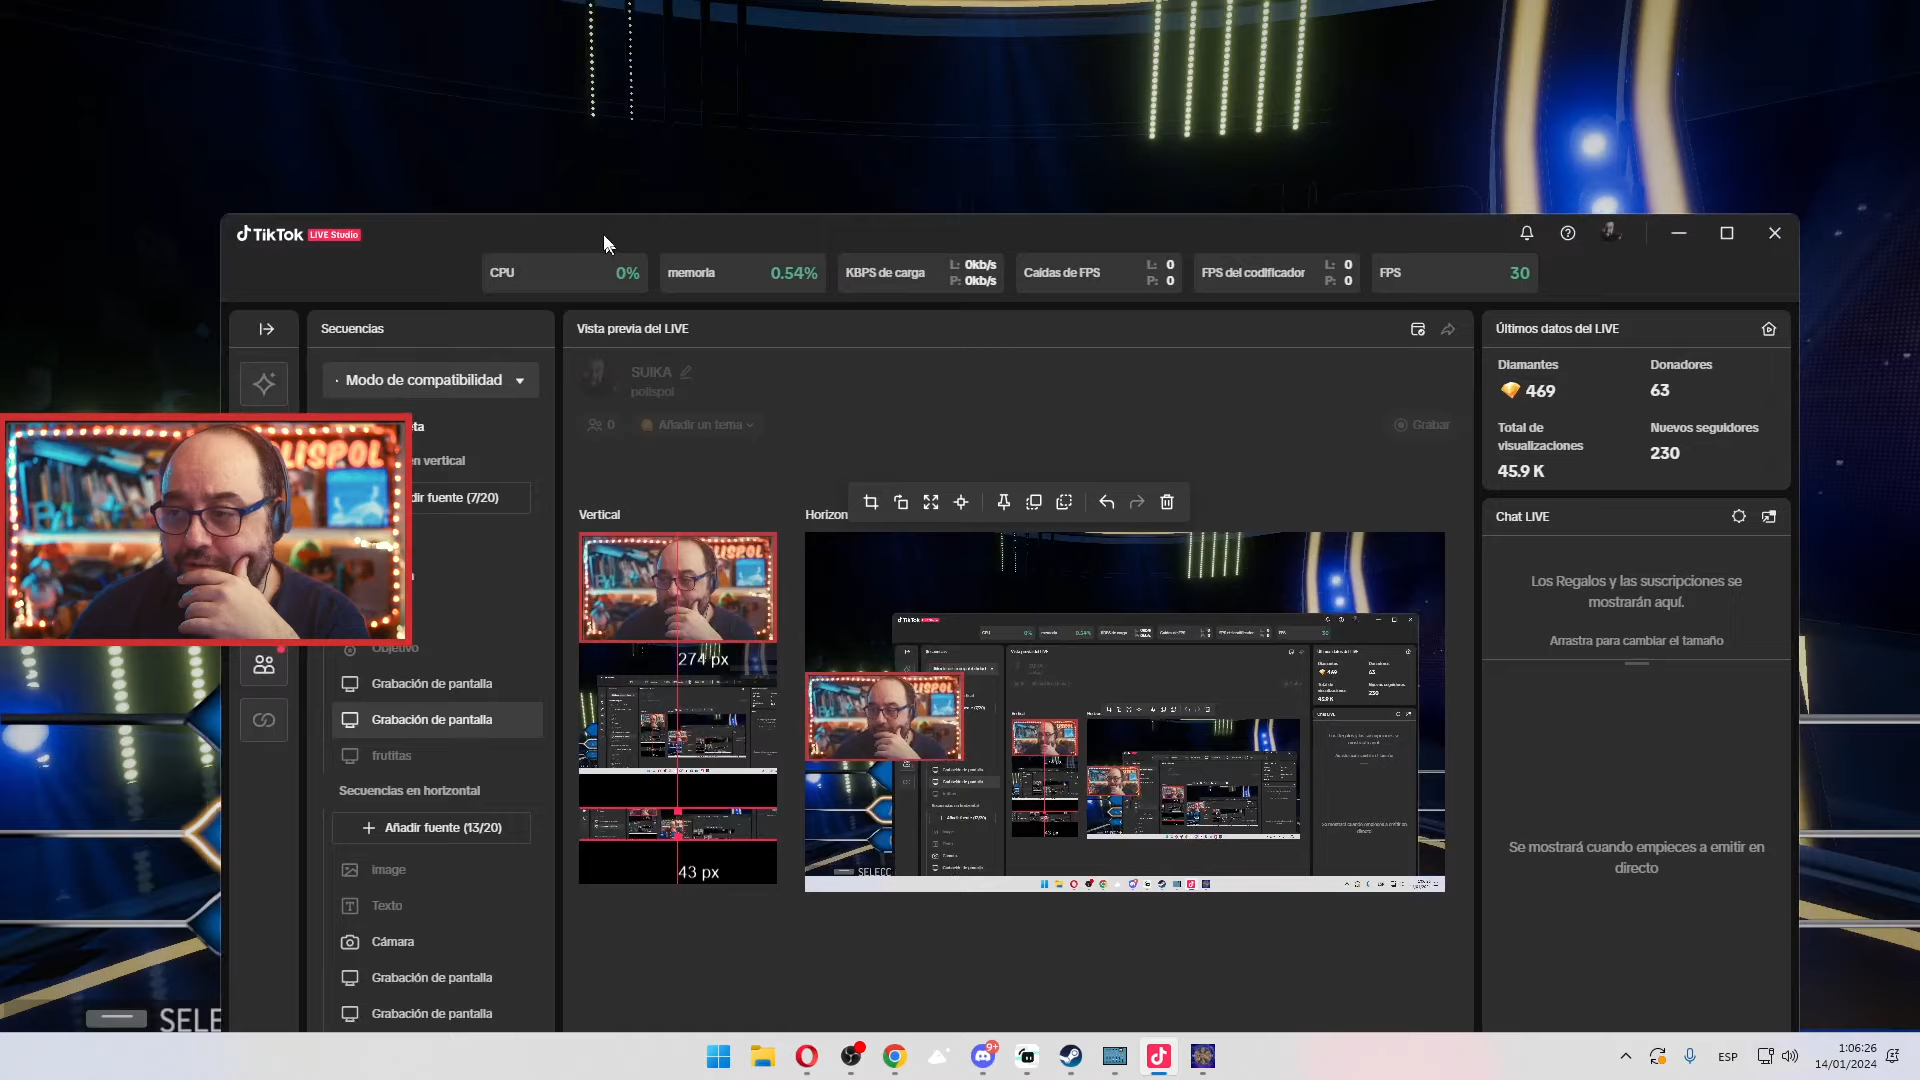 TikTok LIVE Studio
CPU 0%
memoria 0.54%
KBPS de carga L: 0kb/s P: 0kb/s
Caídas de FPS L: 0 P: 0
FPS del codificador L: 0 P: 0
FPS 30
Secuencias
Modo de compatibilidad
eta
en vertical
dir fuente (7/20)
Objetivo
Grabación de pantalla
Grabación de pantalla
frutitas
Secuencias en horizontal
Añadir fuente (13/20)
Image
Texto
Cámara
Grabación de pantalla
Grabación de pantalla
Vista previa del LIVE
SUIKA
polispol
0
Añadir un tema
Grabar
Vertical
Horizon
LISPOL
274 px
43 px
Últimos datos del LIVE
Diamantes
469
Donadores
63
Total de
visualizaciones
45.9 K
Nuevos seguidores
230
Chat LIVE
Los Regalos y las suscripciones se
mostrarán aquí.
Arrastra para cambiar el tamaño
Se mostrará cuando empieces a emitir en
directo
SELE
9+
ESP
1:06:26
14/01/2024